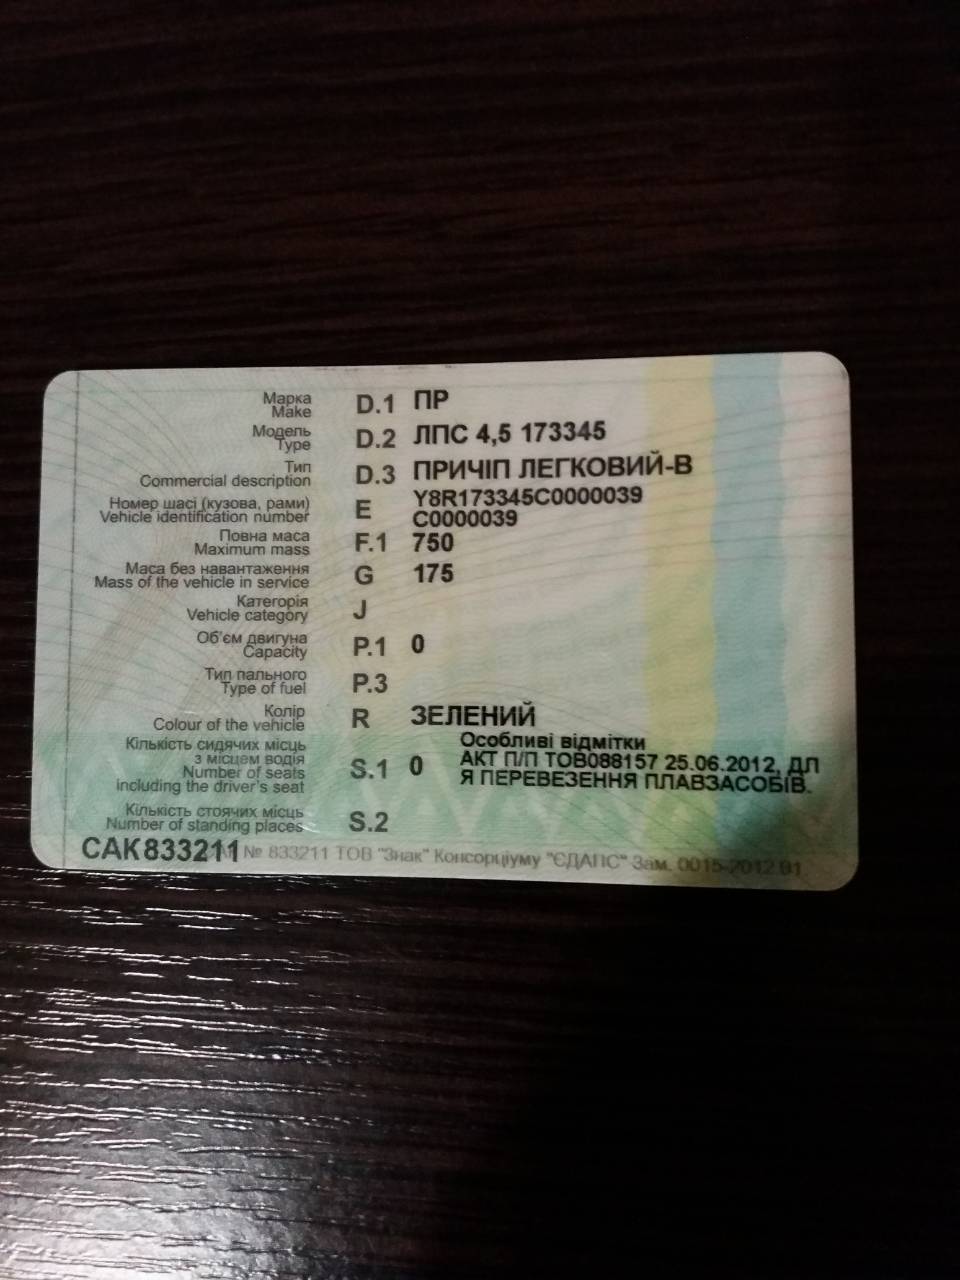 Марка
Make
D.1 ПР
Модель
Type
D.2 ЛПС 4,5 173345
Тип
Commercial description
D.3 ПРИЧІП ЛЕГКОВИЙ-В
Номер шасі (кузова, рами)
Vehicle identification number
E Y8R173345C0000039
C0000039
Повна маса
Maximum mass
F.1 750
Маса без навантаження
Mass of the vehicle in service
G 175
Категорія
Vehicle category
J
Об'єм двигуна
Capacity
P.1 0
Тип пального
Type of fuel
P.3
Колір
Colour of the vehicle
R ЗЕЛЕНИЙ
Кількість сидячих місць
з місцем водія
Number of seats
including the driver's seat
S.1 0
Особливі відмітки
АКТ П/П ТОВ088157 25.06.2012, ДЛ
Я ПЕРЕВЕЗЕННЯ ПЛАВЗАСОБІВ.
Кількість стоячих місць
Number of standing places
S.2
САК833211 № 833211 ТОВ "Знак" Консорціуму "ЄДАПС" Зам. 0015-2012.01